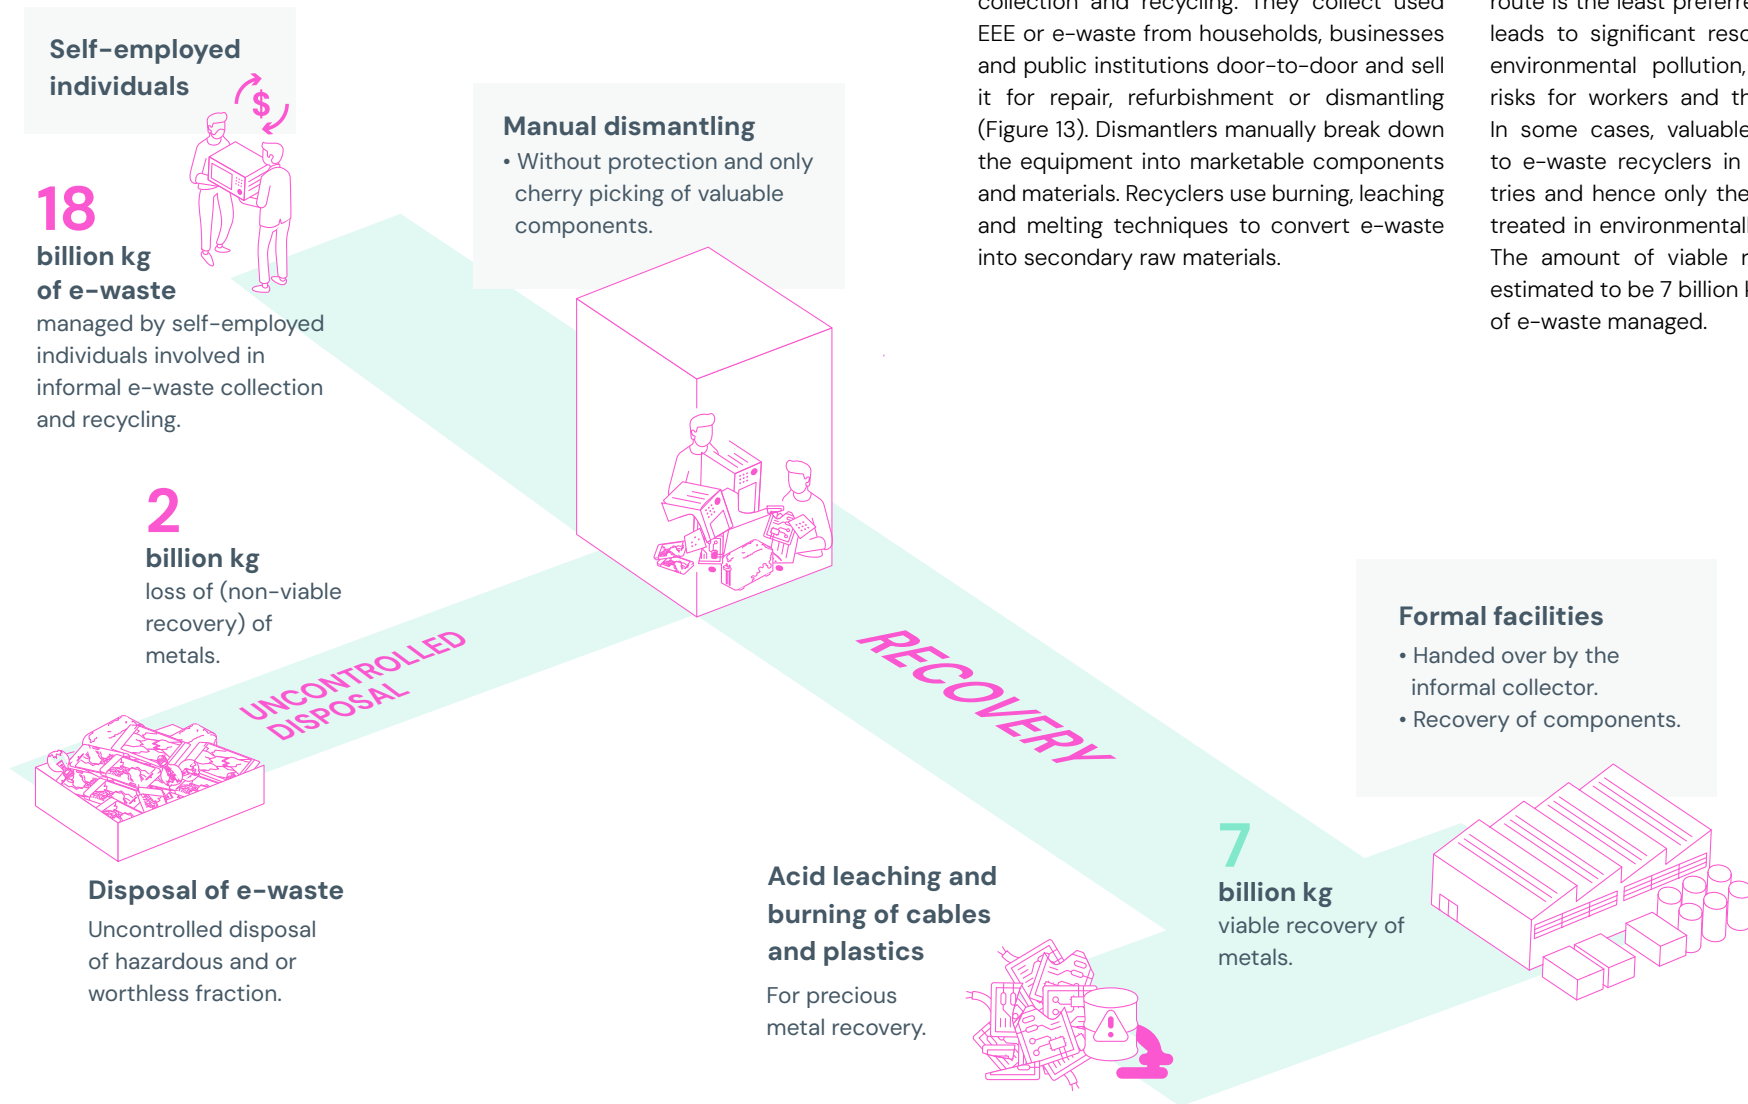 Self-employed
individuals
$
18
billion kg
of e-waste
managed by self-employed
individuals involved in
informal e-waste collection
and recycling.
Manual dismantling
• Without protection and only
cherry picking of valuable
components.
collection and recycling. They collect used
EEE or e-waste from households, businesses
and public institutions door-to-door and sell
it for repair, refurbishment or dismantling
(Figure 13). Dismantlers manually break down
the equipment into marketable components
and materials. Recyclers use burning, leaching
and melting techniques to convert e-waste
into secondary raw materials.
route is the least preferre
leads to significant reso
environmental pollution,
risks for workers and th
In some cases, valuable
to e-waste recyclers in
tries and hence only the
treated in environmentall
The amount of viable r
estimated to be 7 billion k
of e-waste managed.
2
billion kg
loss of (non-viable
recovery) of
metals.
UNCONTROLLED
DISPOSAL
RECOVERY
Formal facilities
• Handed over by the
informal collector.
• Recovery of components.
7
billion kg
viable recovery of
metals.
Disposal of e-waste
Uncontrolled disposal
of hazardous and or
worthless fraction.
Acid leaching and
burning of cables
and plastics
For precious
metal recovery.